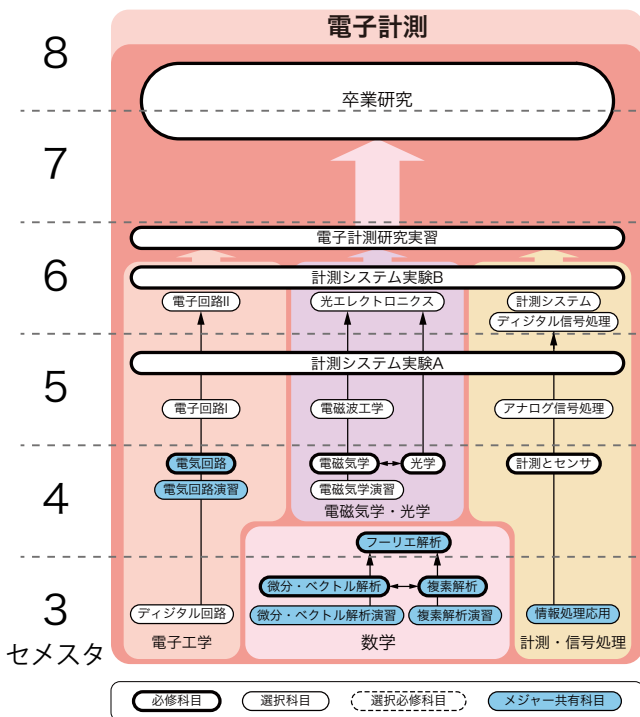 電子計測
8
卒業研究
7
電子計測研究実習
6
計測システム実験B
電子回路II
光エレクトロニクス
計測システム
ディジタル信号処理
計測システム実験A
5
電子回路I
電磁波工学
アナログ信号処理
電気回路
電磁気学
光学
計測とセンサ
4
電気回路演習
電磁気学演習
電磁気学・光学
フーリエ解析
微分・ベクトル解析
複素解析
3
ディジタル回路
微分・ベクトル解析演習
複素解析演習
情報処理応用
セメスタ
電子工学
数学
計測・信号処理
必修科目
選択科目
選択必修科目
メジャー共有科目